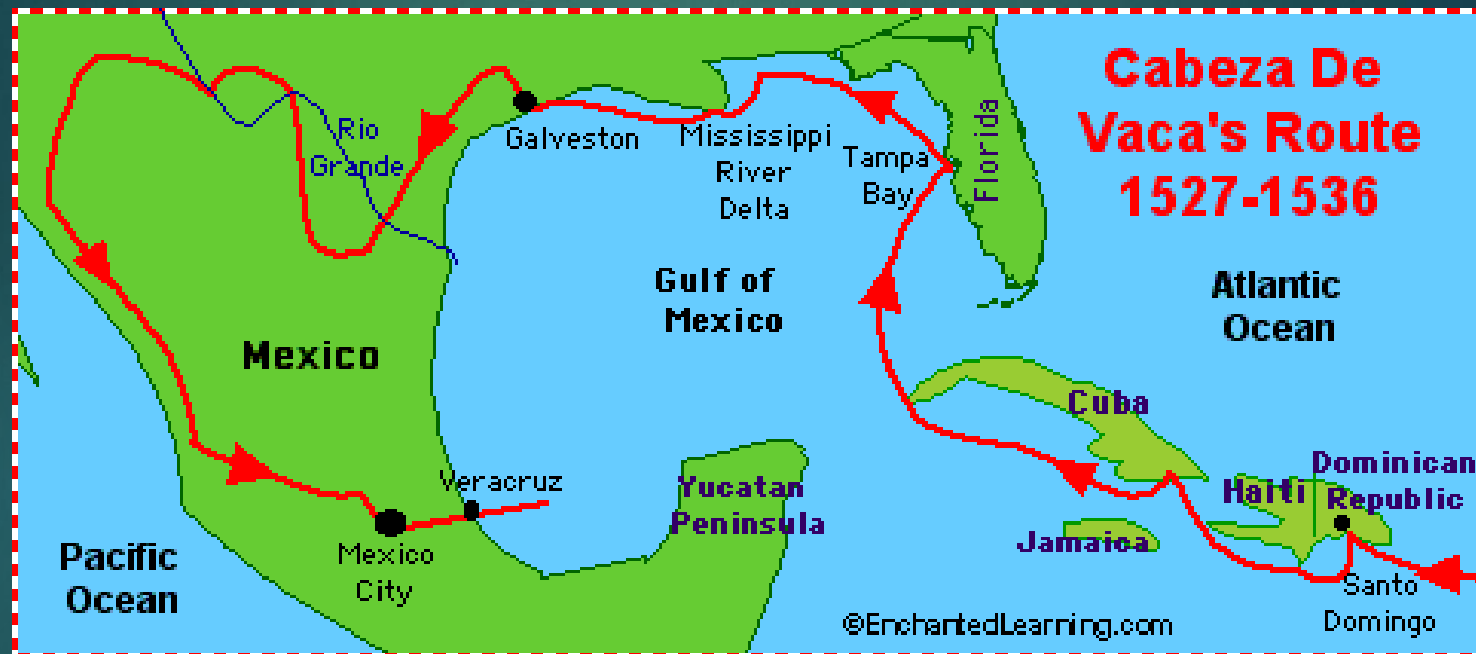 Cabeza De
Vaca's Route
1527-1536
Rio
Grande
Galveston
Mississippi
River
Delta
Tampa
Bay
Florida
Gulf of
Mexico
Atlantic
Ocean
Mexico
Cuba
Veracruz
Yucatan
Peninsula
Haiti
Dominican
Republic
Jamaica
Mexico
City
Pacific
Ocean
Santo
Domingo
©EnchantedLearning.com